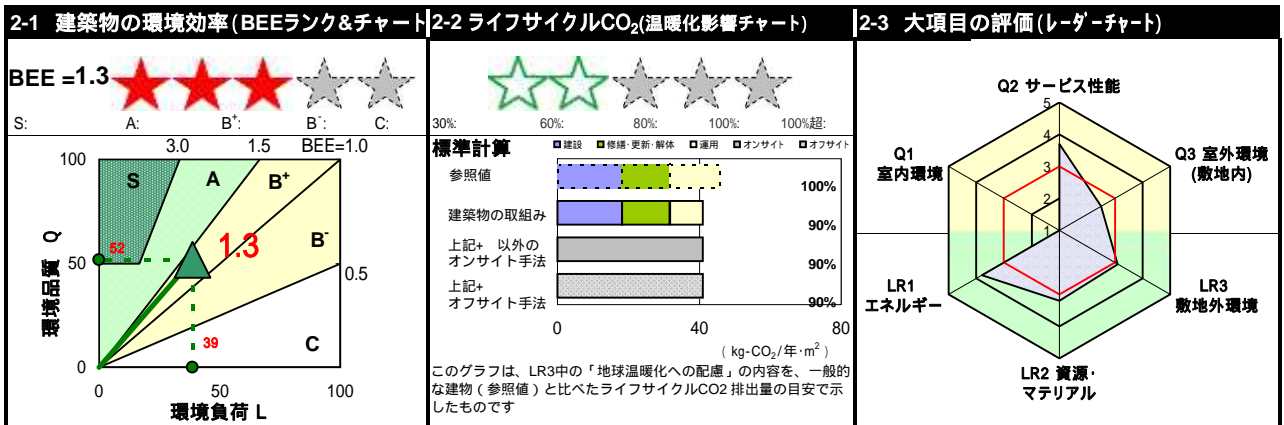 2-1 建築物の環境効率(BEEランク&チャート
BEE =1.3
S: A: B+: B-: C:
3.0 1.5 BEE=1.0
100
S A B+
B-
52
1.3
50
0.5
39
C
0
0 50 100
環境品質 Q
環境負荷 L
2-2 ライフサイクルCO2(温暖化影響チャート)
30%: 60%: 80%: 100%: 100%超:
標準計算
建設 修繕・更新・解体 運用 オンサイト オフサイト
参照値
100%
建築物の取組み
90%
上記+ 以外の
オンサイト手法
90%
上記+
オフサイト手法
90%
0 40 80
( kg-CO2/年・m2 )
このグラフは、LR3中の「地球温暖化への配慮」の内容を、一般的
な建物(参照値)と比べたライフサイクルCO2 排出量の目安で示
したものです
2-3 大項目の評価(レーダーチャート)
Q2 サービス性能
5
4
3
2
1
Q1
室内環境
Q3 室外環境
(敷地内)
LR1
エネルギー
LR3
敷地外環境
LR2 資源・
マテリアル